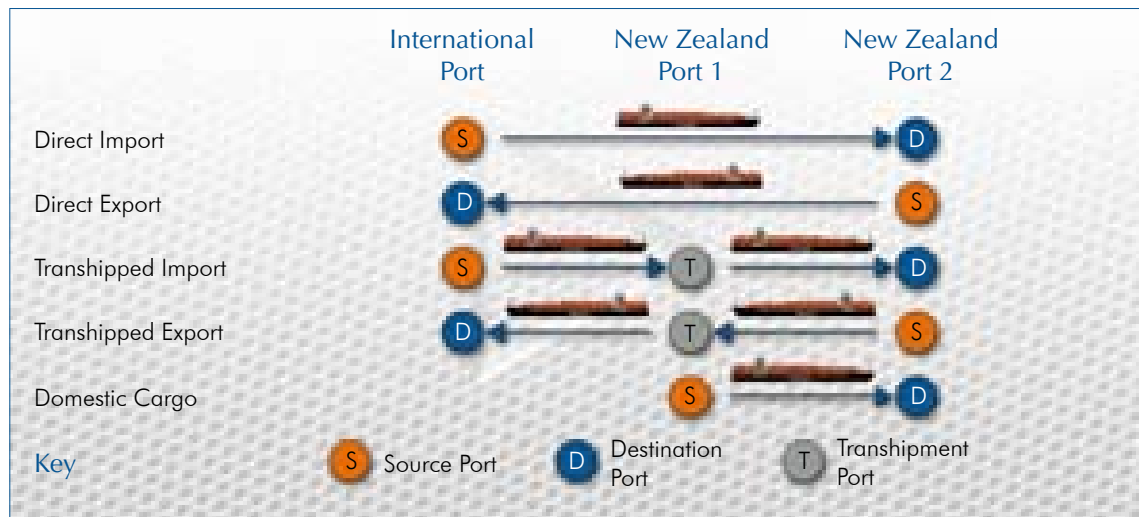 International
Port
New Zealand
Port 1
New Zealand
Port 2
Direct Import
S
D
Direct Export
D
S
Transhipped Import
S
T
D
Transhipped Export
D
T
S
Domestic Cargo
S
D
Key
S
Source Port
D
Destination
Port
T
Transhipment
Port